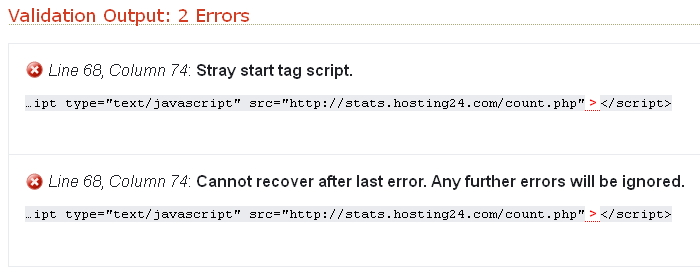 Validation Output: 2 Errors
Line 68, Column 74: Stray start tag script.
…ipt type="text/javascript" src="http://stats.hosting24.com/count.php"></script>
Line 68, Column 74: Cannot recover after last error. Any further errors will be ignored.
…ipt type="text/javascript" src="http://stats.hosting24.com/count.php"></script>